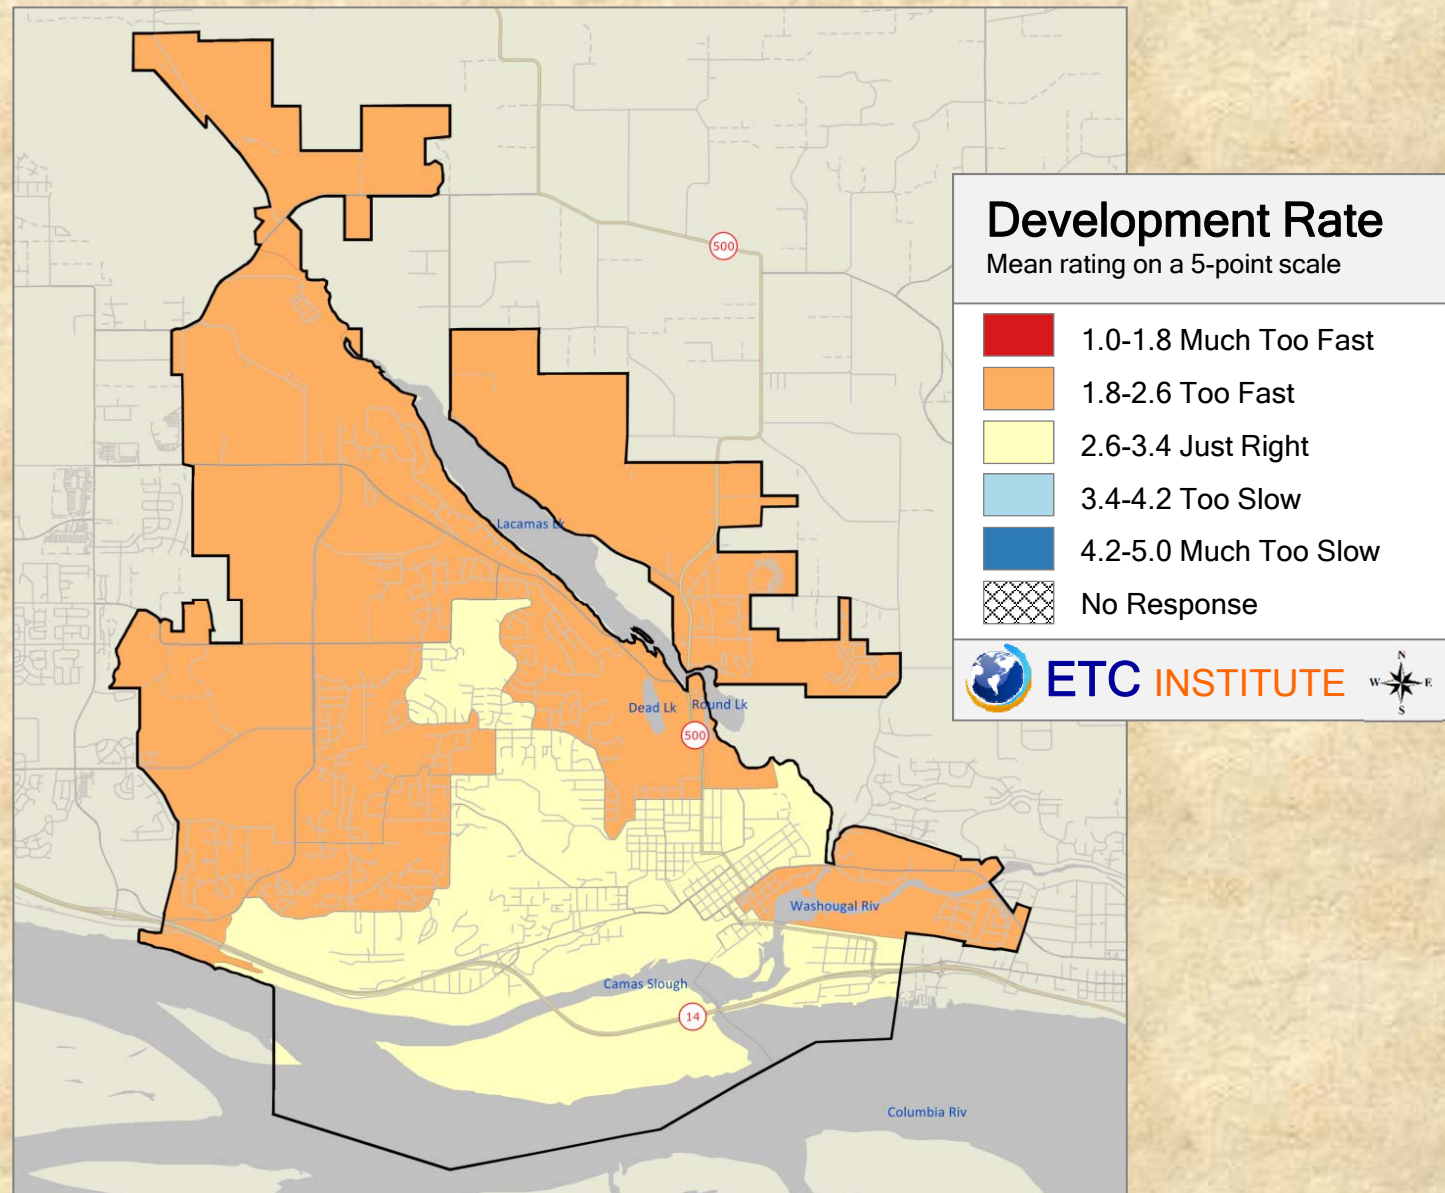 500
Lacamas Lk
Dead Lk
Round Lk
500
Washougal Riv
Camas Slough
14
Columbia Riv
Development Rate
Mean rating on a 5-point scale
1.0-1.8 Much Too Fast
1.8-2.6 Too Fast
2.6-3.4 Just Right
3.4-4.2 Too Slow
4.2-5.0 Much Too Slow
No Response
ETC INSTITUTE
N
W E
S